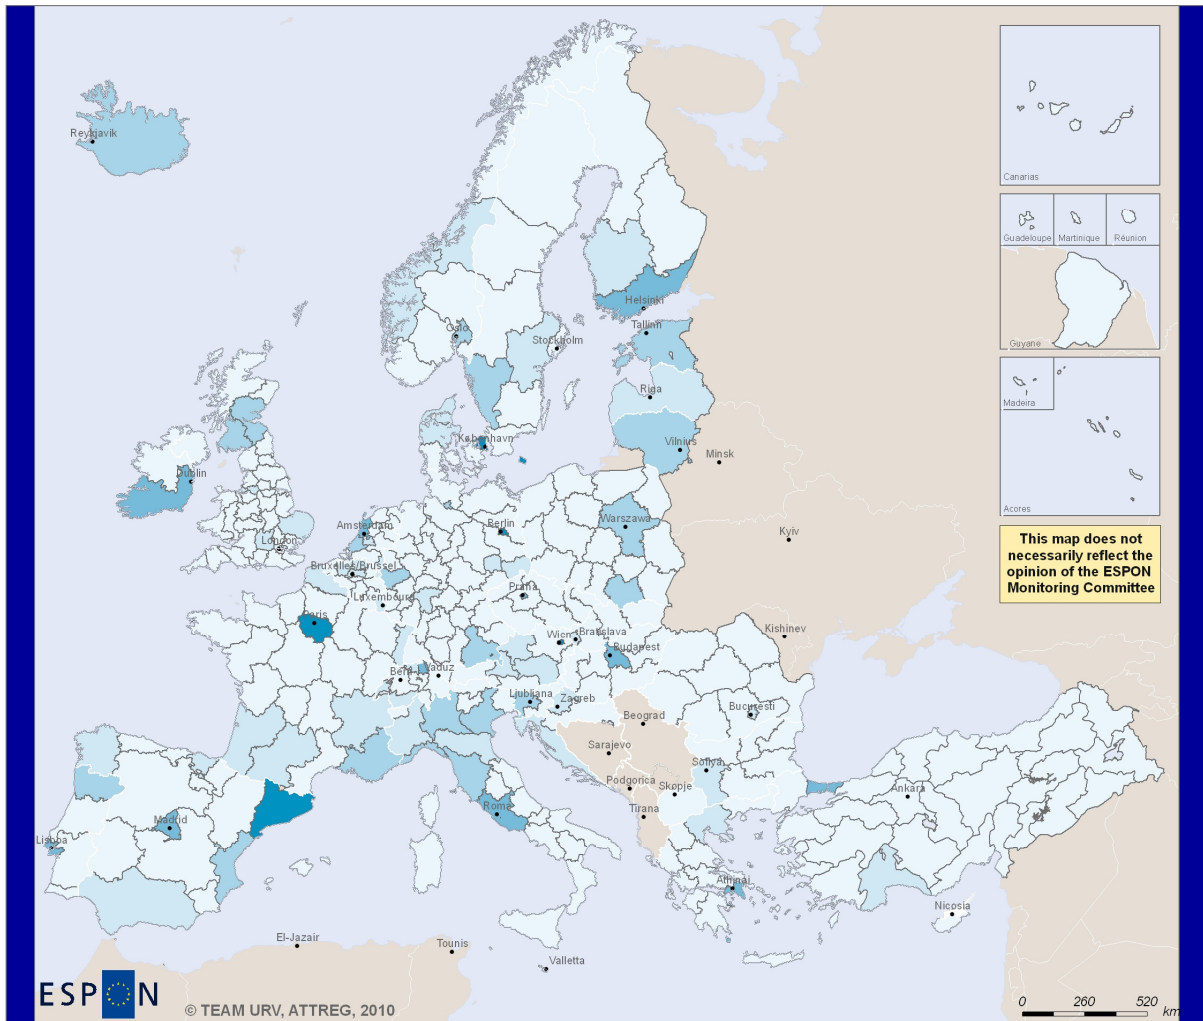 Reykjavik
Canarias
Guadeloupe
Martinique
Réunion
Guyane
Madeira
Acores
This map does not
necessarily reflect the
opinion of the ESPON
Monitoring Committee
Oslo
Helsinki
Tallinn
Stockholm
Riga
København
Vilnius
Minsk
Dublin
Amsterdam
Berlin
Warszawa
Kyiv
London
Bruxelles/Brussel
Praha
Luxembourg
Paris
Wien
Bratislava
Budapest
Kishinev
Bern
Vaduz
Ljubliana
Zagreb
Bucuresti
Beograd
Sarajevo
Sofiya
Podgorica
Skopje
Ankara
Tirana
Roma
Madrid
Lisboa
Athinai
Nicosia
El-Jazair
Tounis
Valletta
ESPON
© TEAM URV, ATTREG, 2010
0 260 520
km